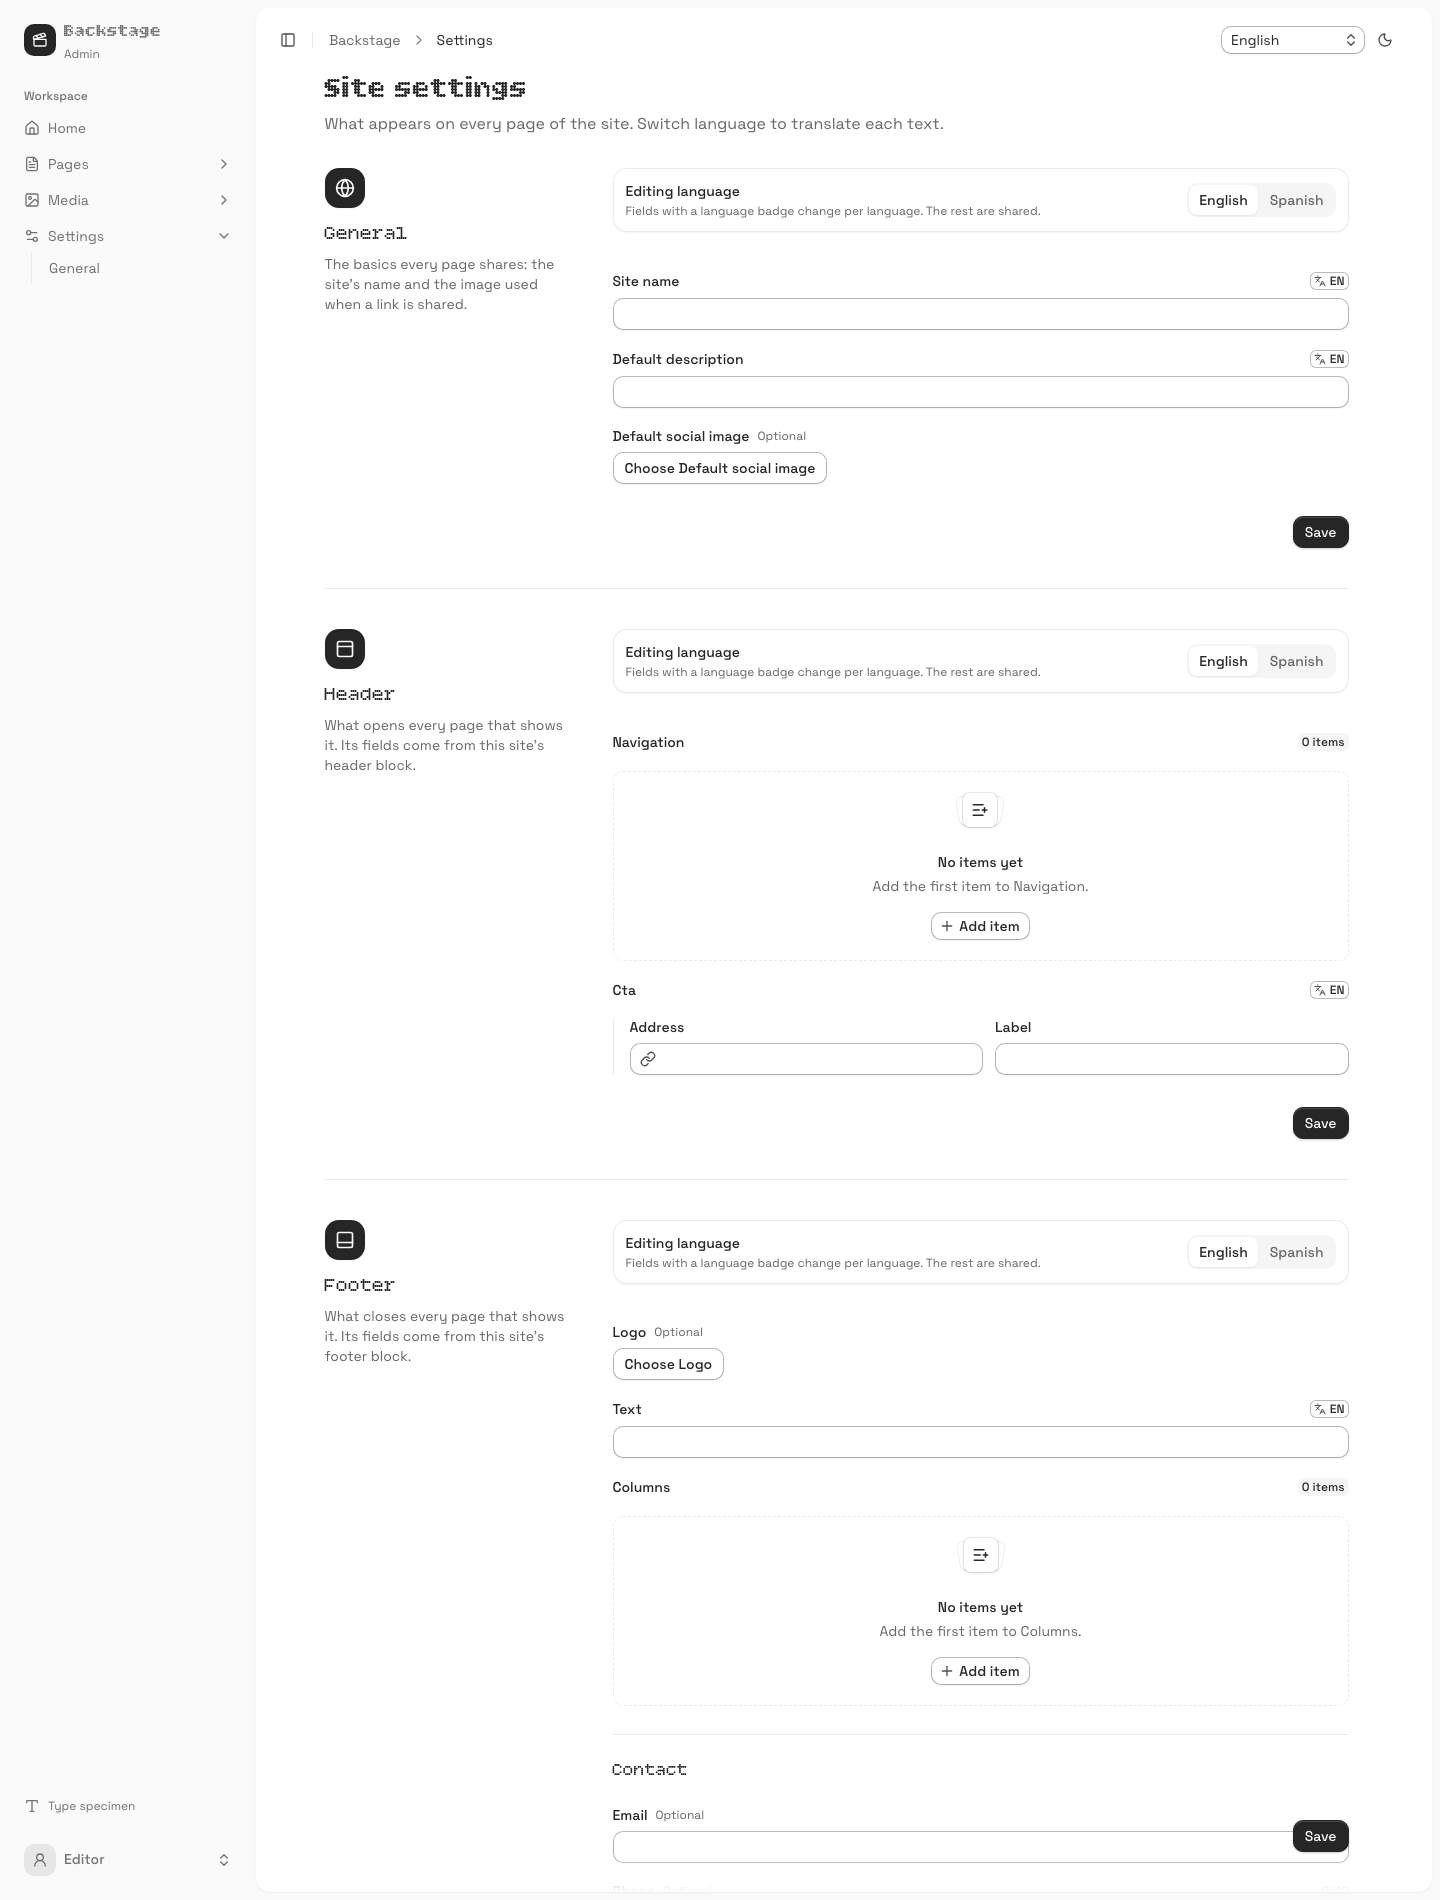 Backstage
Admin
Workspace
Home
Pages
Media
Settings
General
Type specimen
Editor
Backstage
Settings
English
Site settings
What appears on every page of the site. Switch language to translate each text.
General
The basics every page shares: the
site's name and the image used
when a link is shared.
Editing language
Fields with a language badge change per language. The rest are shared.
English
Spanish
Site name
EN
Default description
EN
Default social image Optional
Choose Default social image
Save
Header
What opens every page that shows
it. Its fields come from this site's
header block.
Editing language
Fields with a language badge change per language. The rest are shared.
English
Spanish
Navigation
0 items
No items yet
Add the first item to Navigation.
Add item
Cta
EN
Address
Label
Save
Footer
What closes every page that shows
it. Its fields come from this site's
footer block.
Editing language
Fields with a language badge change per language. The rest are shared.
English
Spanish
Logo Optional
Choose Logo
Text
EN
Columns
0 items
No items yet
Add the first item to Columns.
Add item
Contact
Email Optional
Save